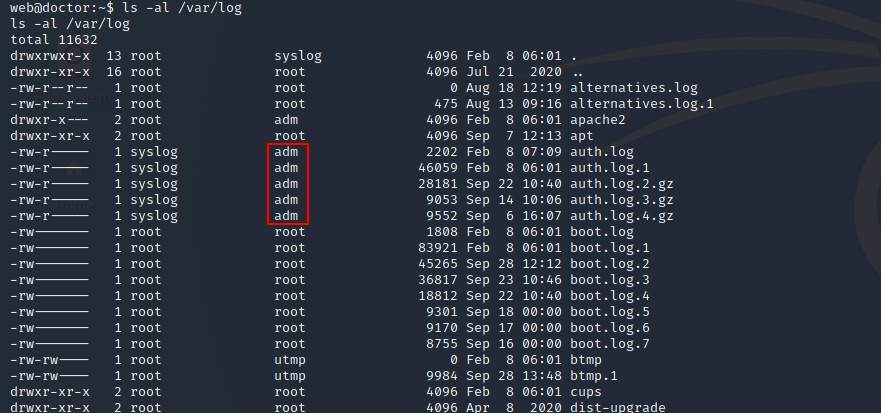 web@doctor:~$ ls -al /var/log
ls -al /var/log
total 11632
drwxrwxr-x 13 root syslog 4096 Feb 8 06:01 .
drwxr-xr-x 16 root root 4096 Jul 21 2020 ..
-rw-r--r-- 1 root root 0 Aug 18 12:19 alternatives.log
-rw-r--r-- 1 root root 475 Aug 13 09:16 alternatives.log.1
drwxr-x--- 2 root adm 4096 Feb 8 06:01 apache2
drwxr-xr-x 2 root root 4096 Sep 7 12:13 apt
-rw-r----- 1 syslog adm 2202 Feb 8 07:09 auth.log
-rw-r----- 1 syslog adm 46059 Feb 8 06:01 auth.log.1
-rw-r----- 1 syslog adm 28181 Sep 22 10:40 auth.log.2.gz
-rw-r----- 1 syslog adm 9053 Sep 14 10:06 auth.log.3.gz
-rw-r----- 1 syslog adm 9552 Sep 6 16:07 auth.log.4.gz
-rw------- 1 root root 1808 Feb 8 06:01 boot.log
-rw------- 1 root root 83921 Feb 8 06:01 boot.log.1
-rw------- 1 root root 45265 Sep 28 12:12 boot.log.2
-rw------- 1 root root 36817 Sep 23 10:46 boot.log.3
-rw------- 1 root root 18812 Sep 22 10:40 boot.log.4
-rw------- 1 root root 9301 Sep 18 00:00 boot.log.5
-rw------- 1 root root 9170 Sep 17 00:00 boot.log.6
-rw------- 1 root root 8755 Sep 16 00:00 boot.log.7
-rw-rw---- 1 root utmp 0 Feb 8 06:01 btmp
-rw-rw---- 1 root utmp 9984 Sep 28 13:48 btmp.1
drwxr-xr-x 2 root root 4096 Feb 8 06:01 cups
drwxr-xr-x 2 root root 4096 Apr 8 2020 dist-upgrade